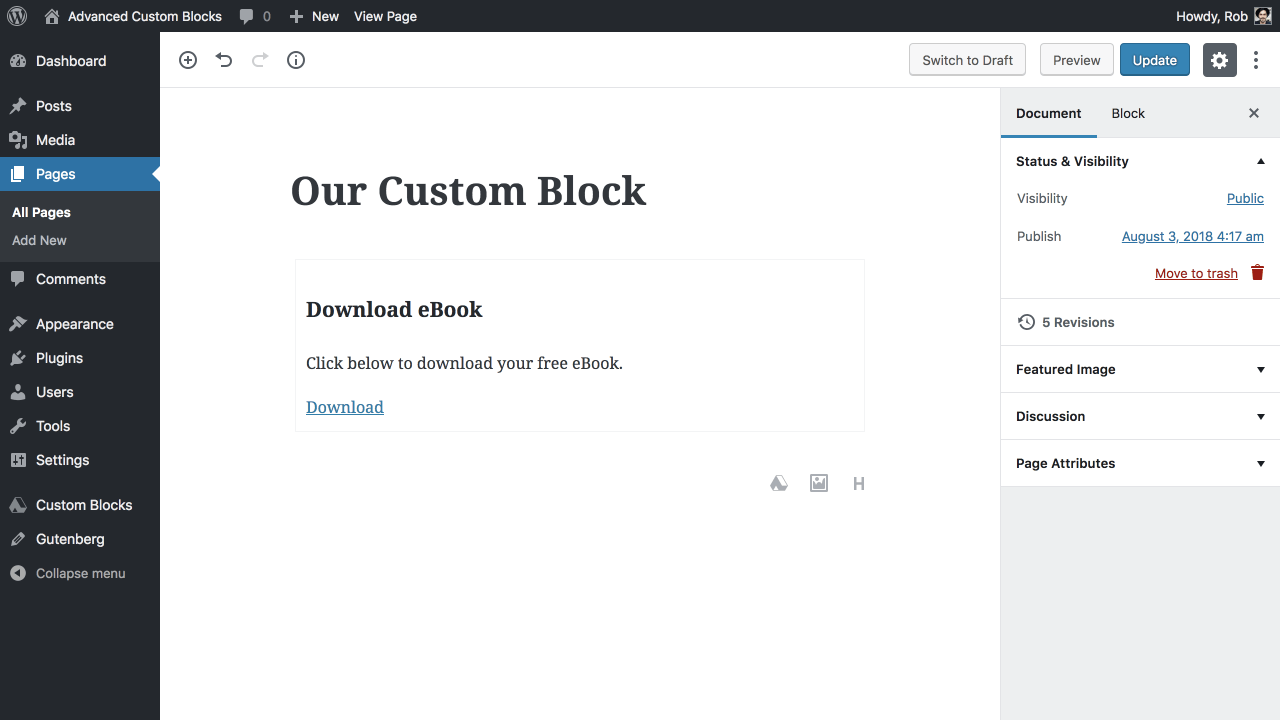 Advanced Custom Blocks 0 New View Page Howdy, Rob
Dashboard
Posts
Media
Pages
All Pages
Add New
Comments
Appearance
Plugins
Users
Tools
Settings
Custom Blocks
Gutenberg
Collapse menu
Switch to Draft Preview Update
Our Custom Block
Download eBook
Click below to download your free eBook.
Download
H
Document Block
Status & Visibility
Visibility Public
Publish August 3, 2018 4:17 am
Move to trash
5 Revisions
Featured Image
Discussion
Page Attributes